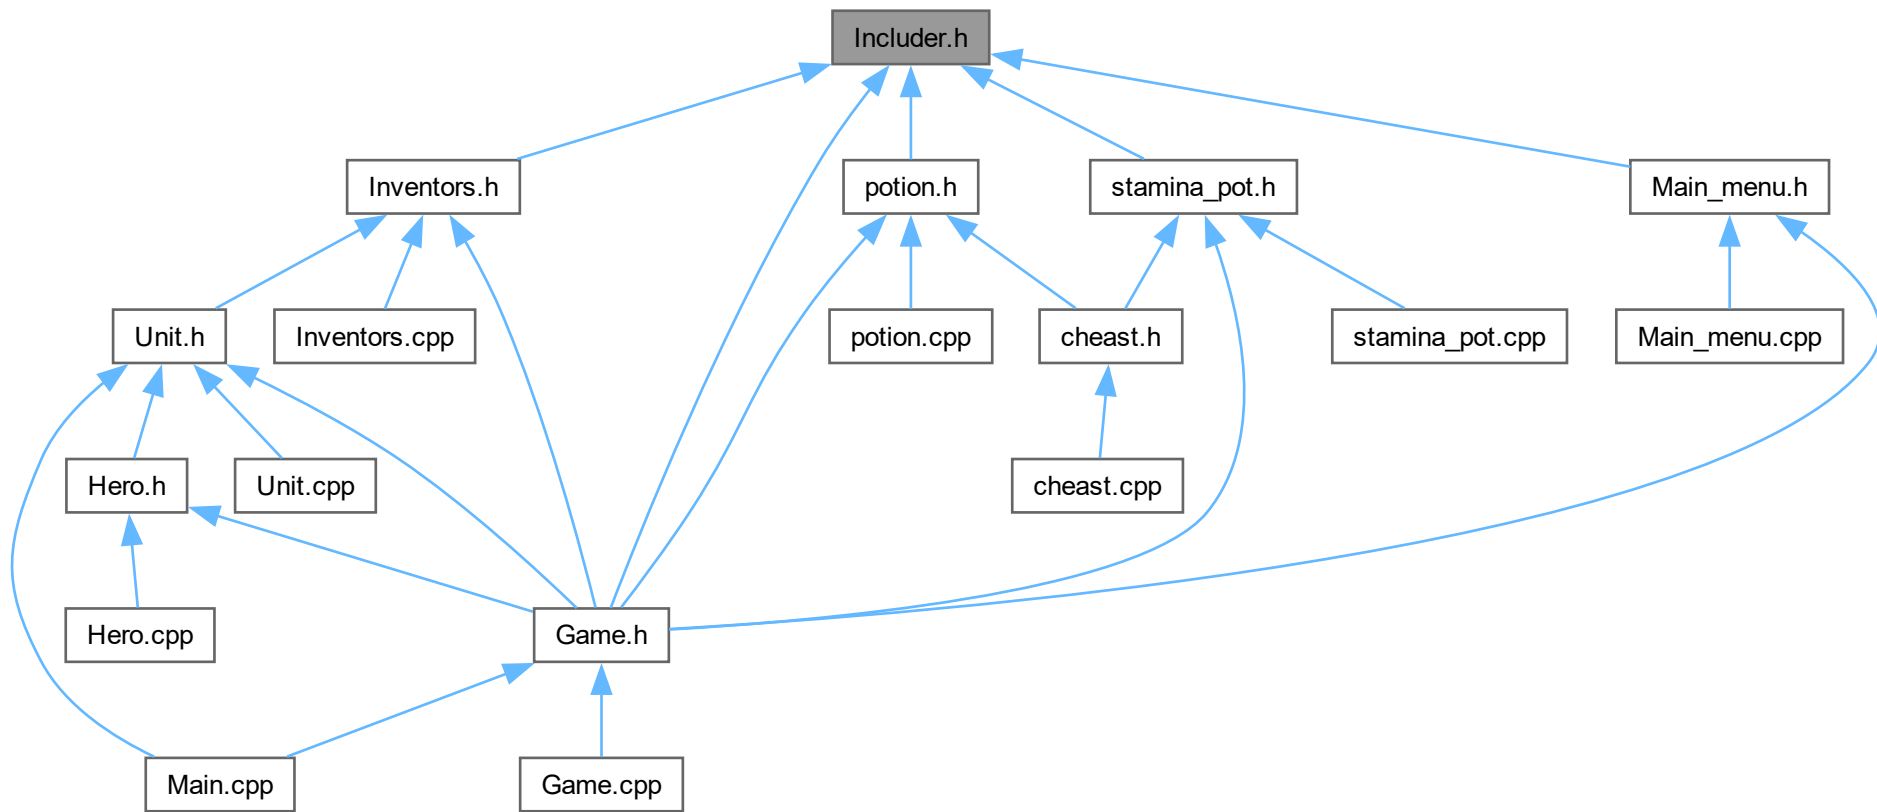 Includer.h
Inventors.h
potion.h
stamina_pot.h
Main_menu.h
Unit.h
Inventors.cpp
potion.cpp
cheast.h
stamina_pot.cpp
Main_menu.cpp
Hero.h
Unit.cpp
cheast.cpp
Hero.cpp
Game.h
Main.cpp
Game.cpp